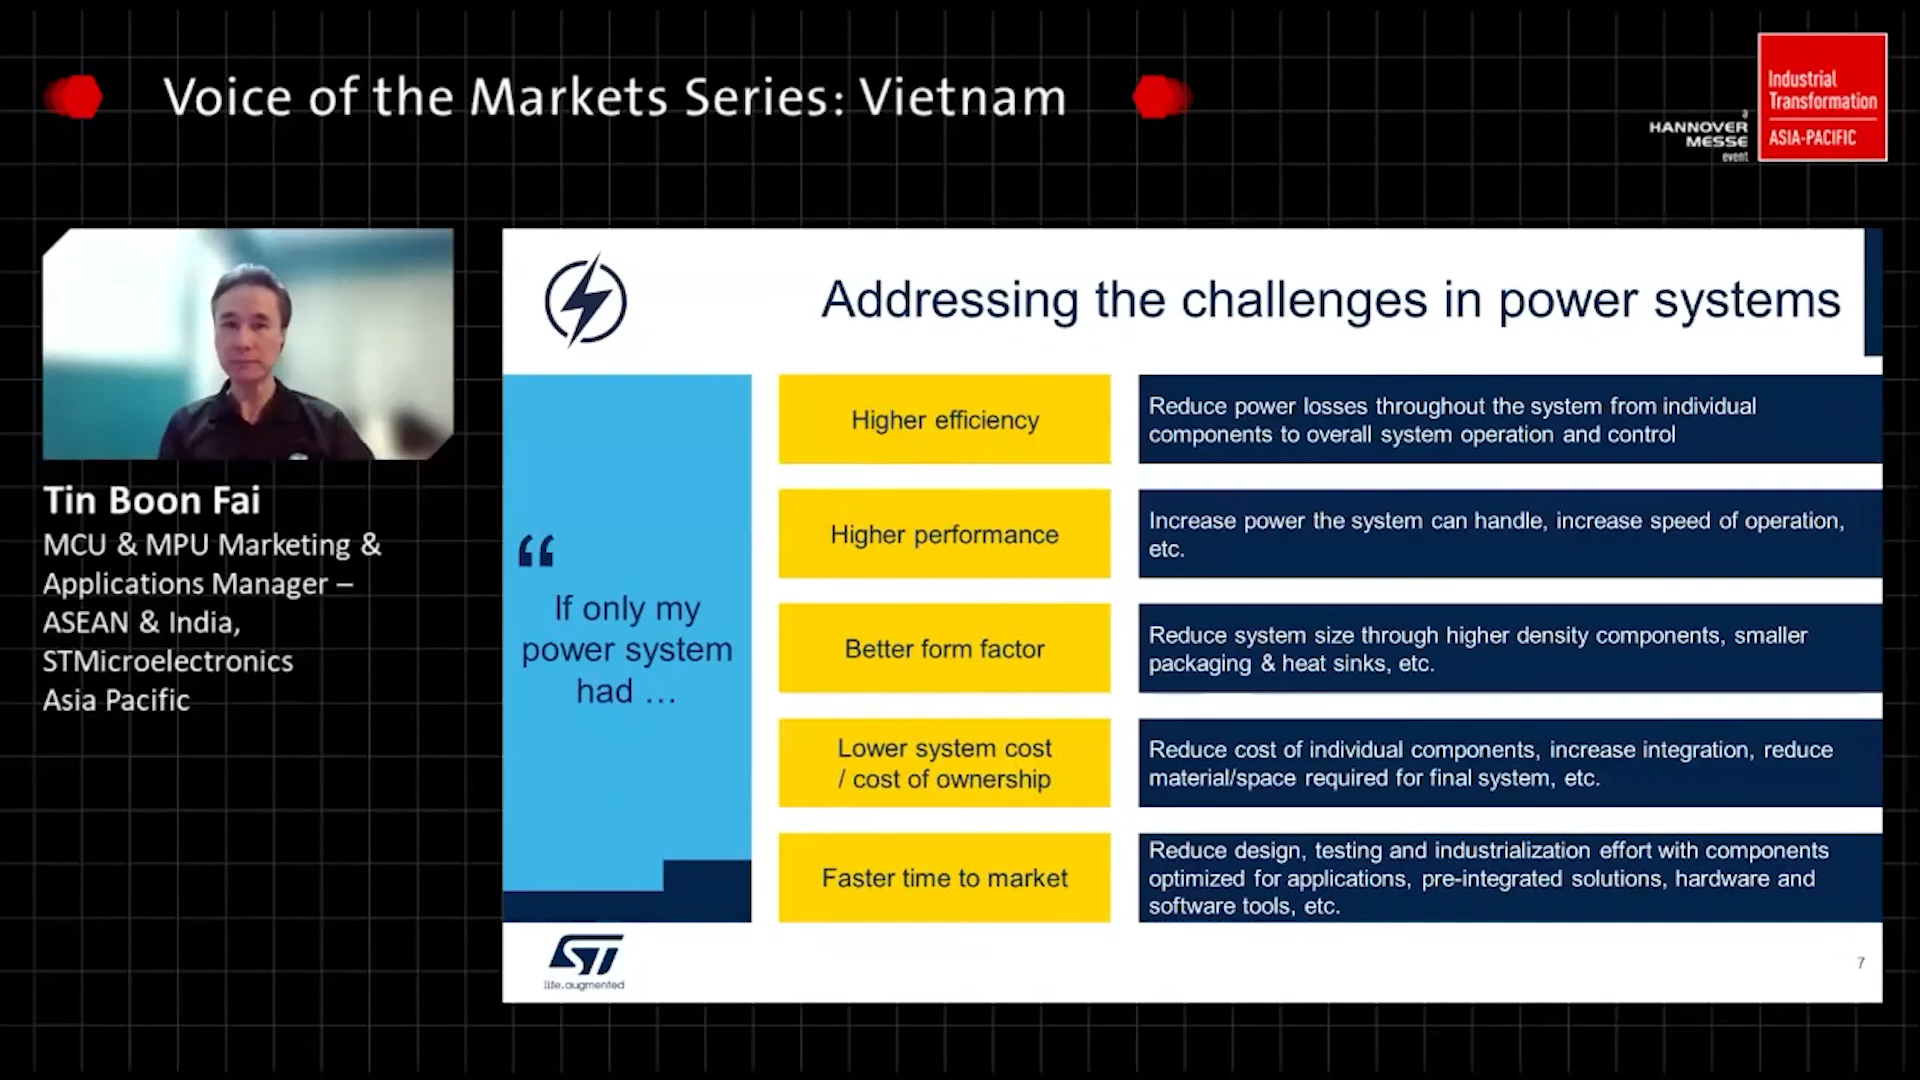 Voice of the Markets Series: Vietnam
a
HANNOVER
MESSE
event
Industrial
Transformation
ASIA-PACIFIC
Tin Boon Fai
MCU & MPU Marketing &
Applications Manager –
ASEAN & India,
STMicroelectronics
Asia Pacific
Addressing the challenges in power systems
“
If only my
power system
had ...
Higher efficiency
Reduce power losses throughout the system from individual
components to overall system operation and control
Higher performance
Increase power the system can handle, increase speed of operation,
etc.
Better form factor
Reduce system size through higher density components, smaller
packaging & heat sinks, etc.
Lower system cost
/ cost of ownership
Reduce cost of individual components, increase integration, reduce
material/space required for final system, etc.
Faster time to market
Reduce design, testing and industrialization effort with components
optimized for applications, pre-integrated solutions, hardware and
software tools, etc.
ST
life.augmented
7